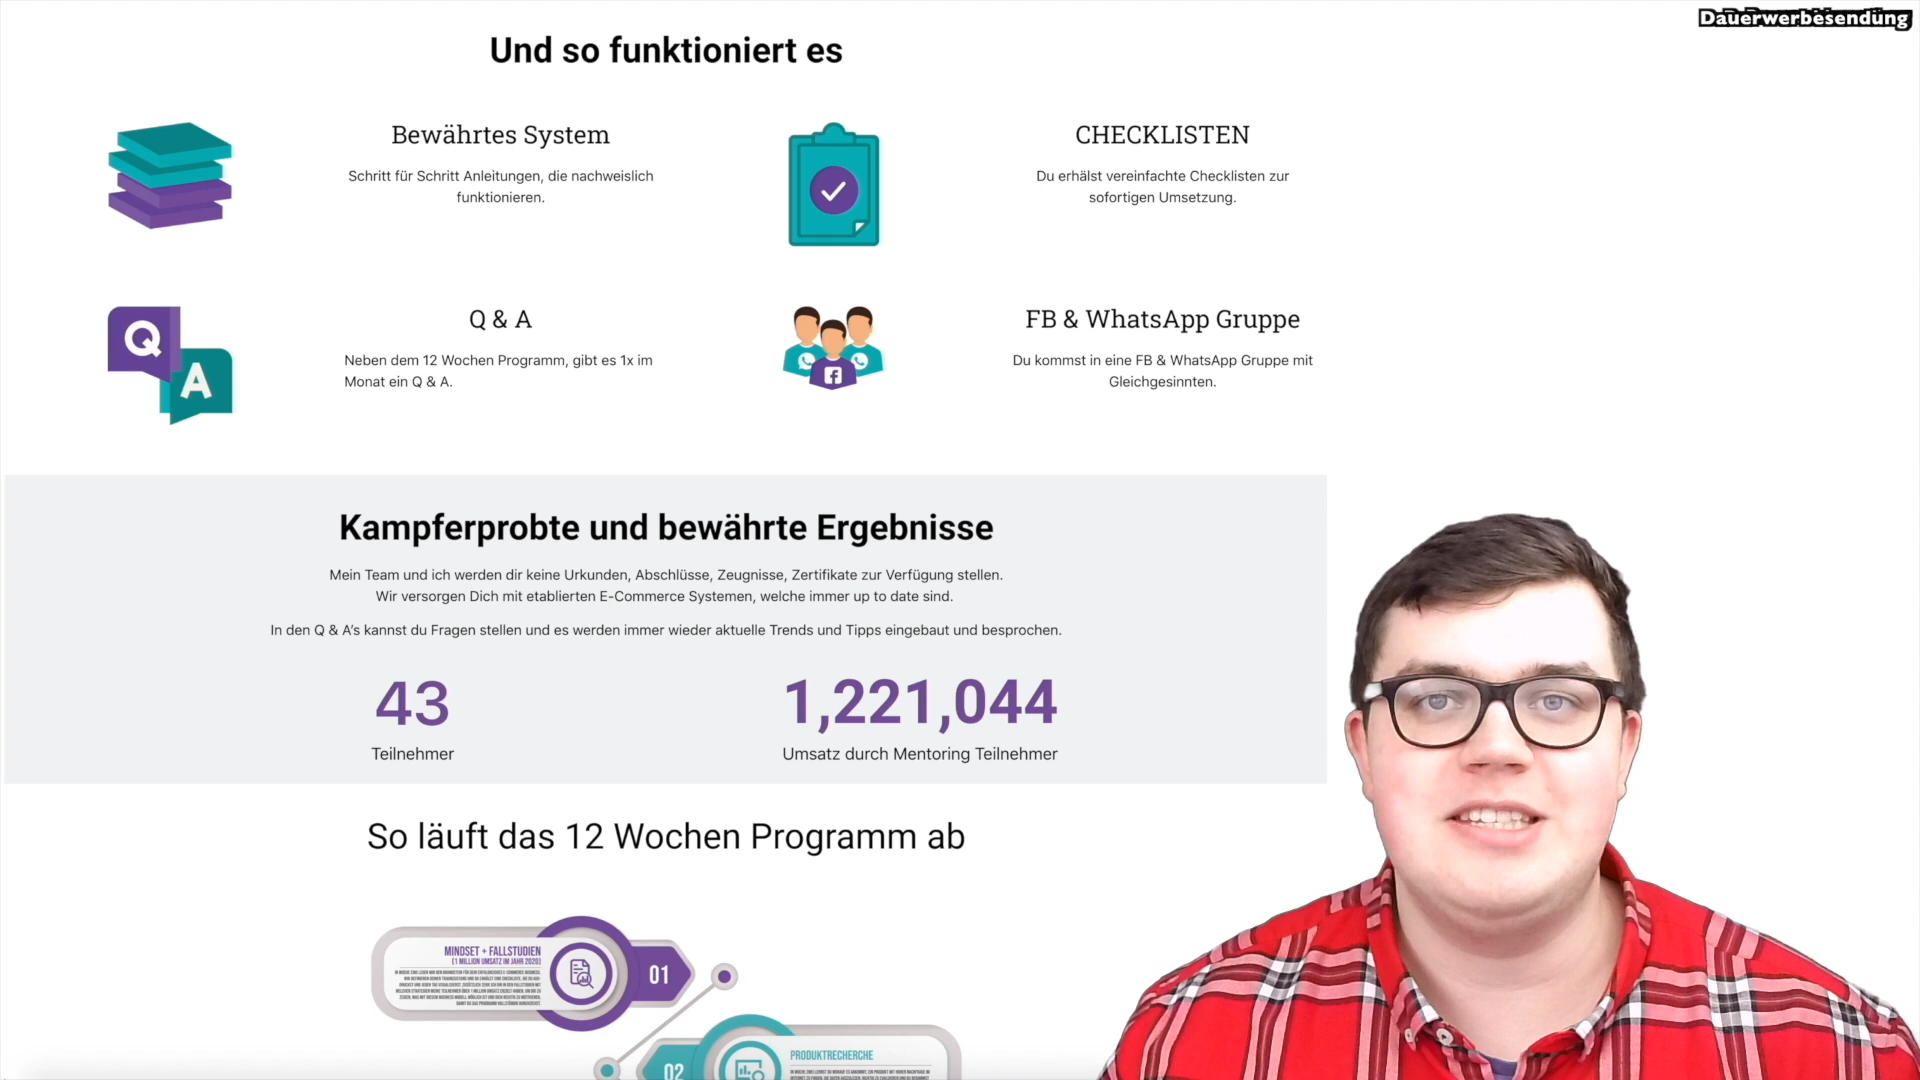 Dauerwerbesendung
Und so funktioniert es
Bewährtes System
Schritt für Schritt Anleitungen, die nachweislich
funktionieren.
CHECKLISTEN
Du erhälst vereinfachte Checklisten zur
sofortigen Umsetzung.
Q
A
Q & A
Neben dem 12 Wochen Programm, gibt es 1x im
Monat ein Q & A.
FB & WhatsApp Gruppe
Du kommst in eine FB & WhatsApp Gruppe mit
Gleichgesinnten.
Kampferprobte und bewährte Ergebnisse
Mein Team und ich werden dir keine Urkunden, Abschlüsse, Zeugnisse, Zertifikate zur Verfügung stellen.
Wir versorgen Dich mit etablierten E-Commerce Systemen, welche immer up to date sind.
In den Q & A's kannst du Fragen stellen und es werden immer wieder aktuelle Trends und Tipps eingebaut und besprochen.
43
Teilnehmer
1,221,044
Umsatz durch Mentoring Teilnehmer
So läuft das 12 Wochen Programm ab
MINDSET + FALLSTUDIEN
(1 MILLION UMSATZ IM JAHR 2020)
01
02
PRODUKTRECHERCHE